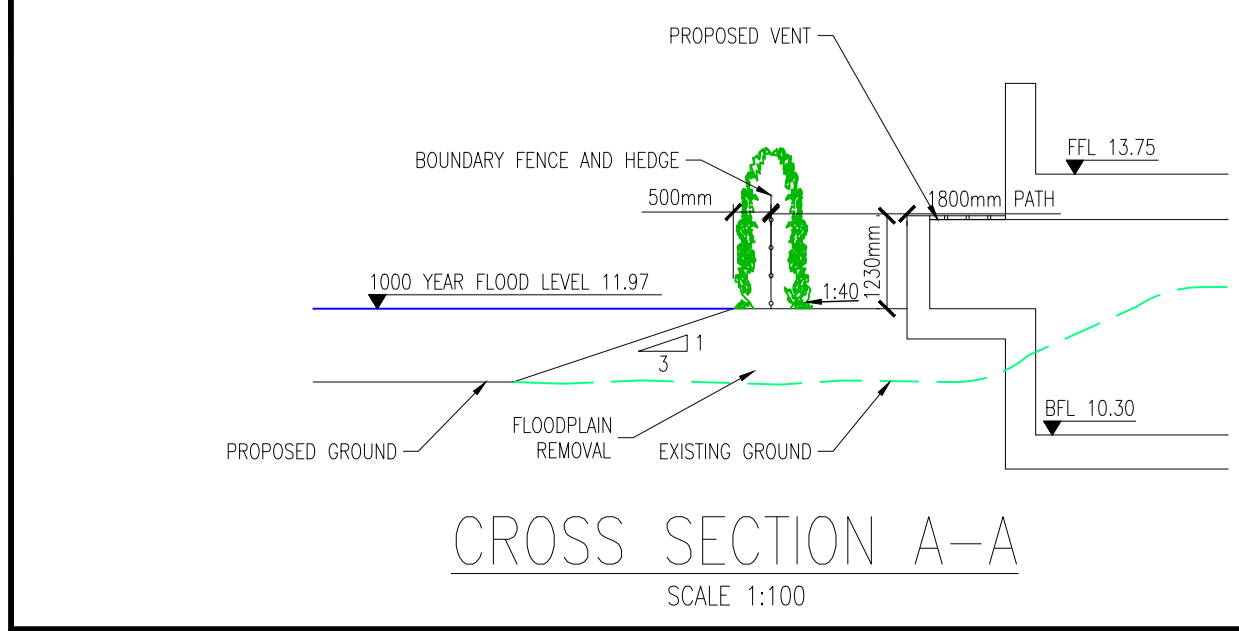 PROPOSED VENT
FFL 13.75
BOUNDARY FENCE AND HEDGE
500mm
1800mm PATH
1230mm
1000 YEAR FLOOD LEVEL 11.97
1:40
1
3
BFL 10.30
FLOODPLAIN
REMOVAL
PROPOSED GROUND
EXISTING GROUND
CROSS SECTION A-A
SCALE 1:100